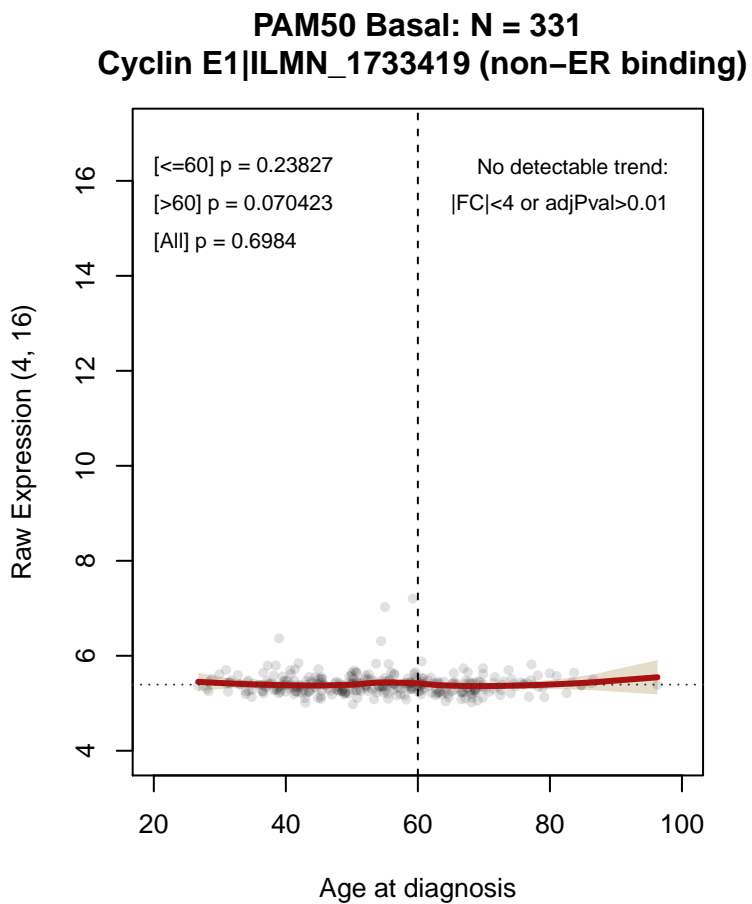 PAM50 Basal: N = 331
Cyclin E1|ILMN_1733419 (non−ER binding)
[<=60] p = 0.23827
[>60] p = 0.070423
[All] p = 0.6984
No detectable trend:
|FC|<4 or adjPval>0.01
Raw Expression (4, 16)
16
14
12
10
8
6
4
20 40 60 80 100
Age at diagnosis